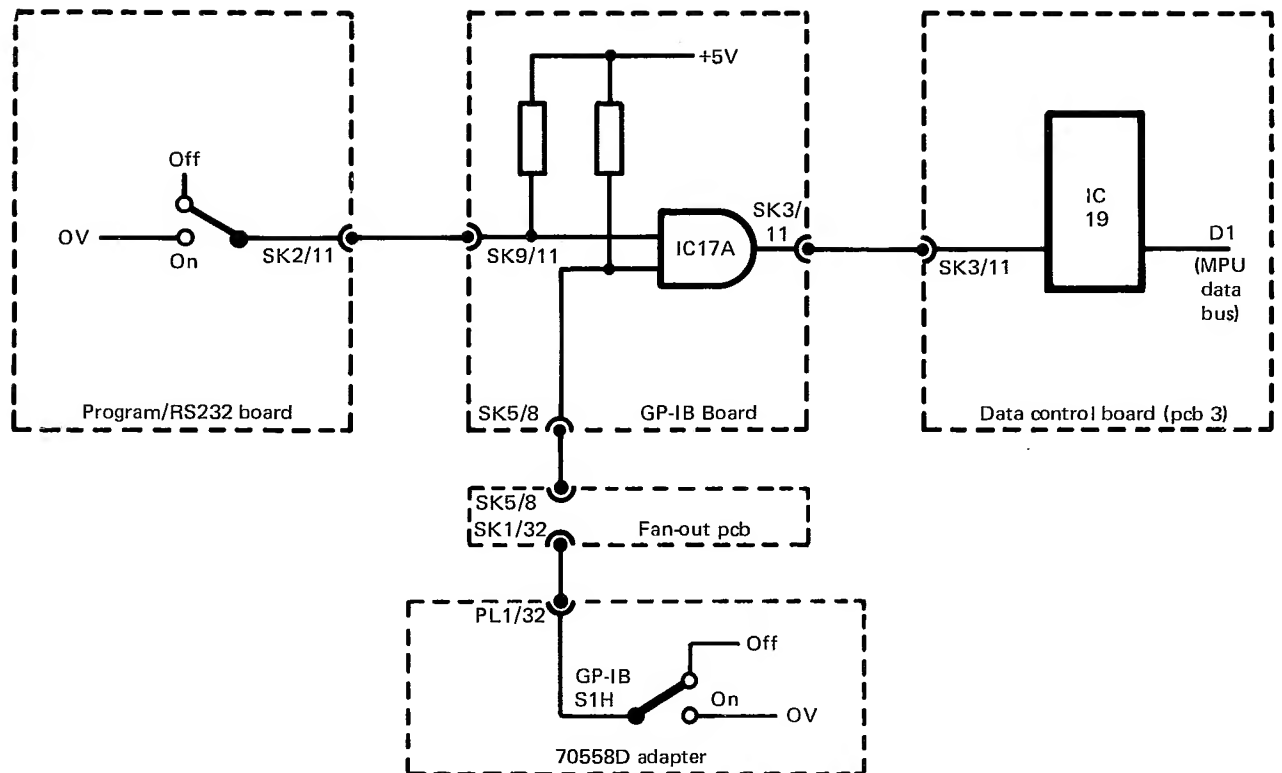 +5V
Off
0V
On
SK2/11
SK9/11
IC17A
SK3/
11
SK3/11
IC
19
D1
(MPU
data
bus)
Program/RS232 board
SK5/8
GP-IB Board
Data control board (pcb 3)
SK5/8
SK1/32
Fan-out pcb
PL1/32
Off
GP-IB
S1H
On
0V
70558D adapter